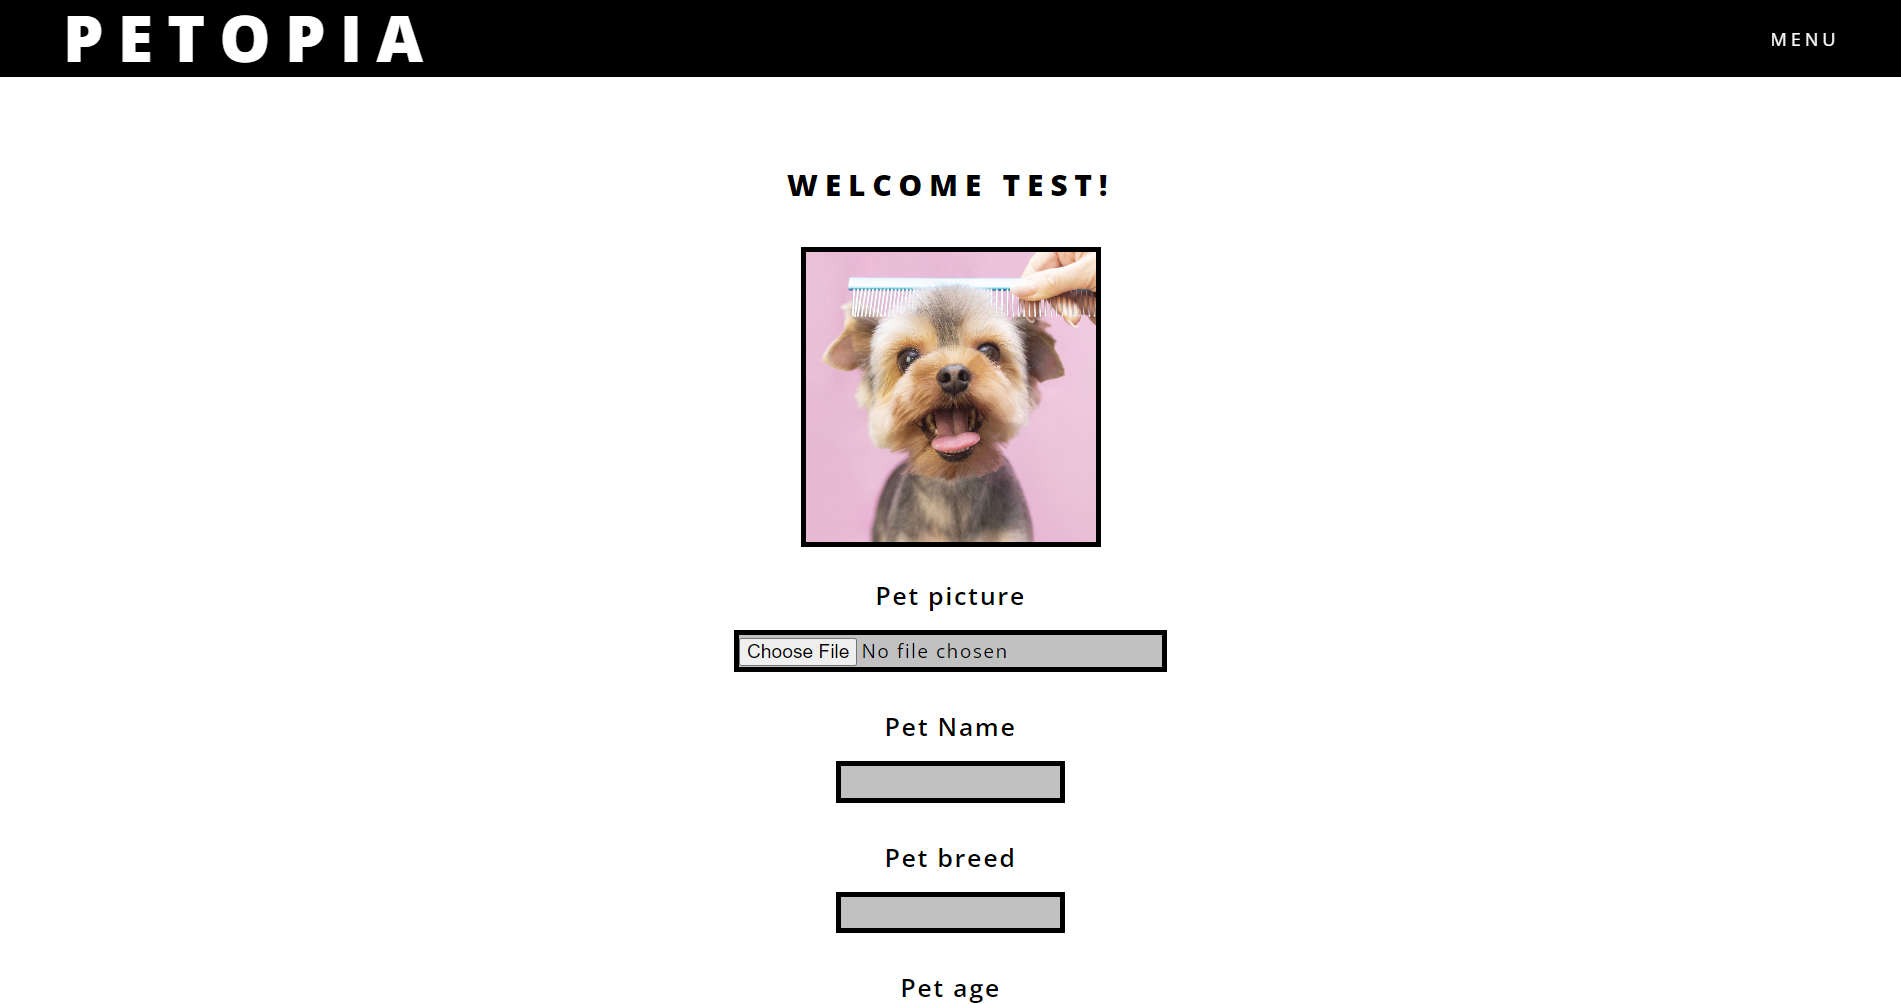 PETOPIA
MENU
WELCOME TEST!
Pet picture
Choose File No file chosen
Pet Name
Pet breed
Pet age